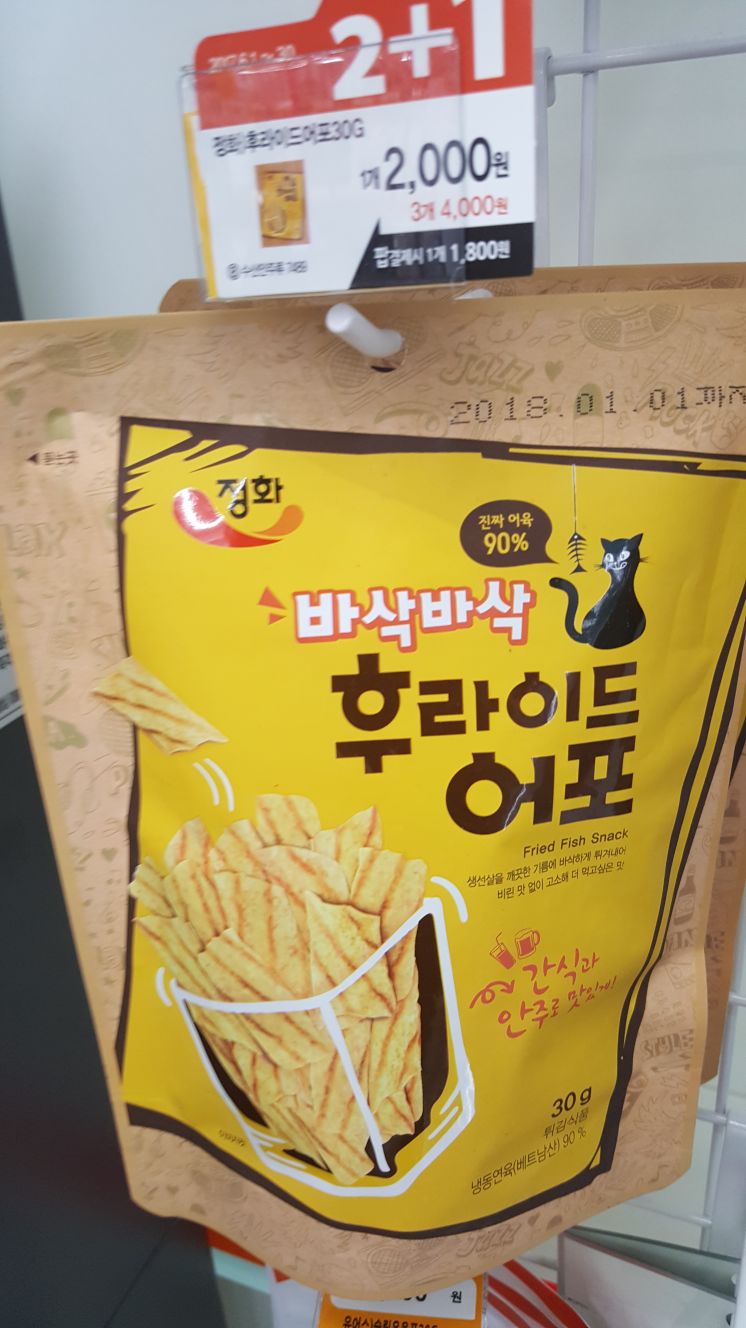 2+1
정화)후라이드어포30G
1개 2,000원
3개 4,000원
팝결제시 1개 1,800원
2018.01.01까지
정화
진짜 어육
90%
바삭바삭
후라이드
어포
Fried Fish Snack
생선살을 깨끗한 기름에 바삭하게 튀겨내어
비린 맛 없이 고소해 더 먹고싶은 맛
간식과
안주로 맛있게!
30g
튀김식품
냉동연육(베트남산) 90 %
원